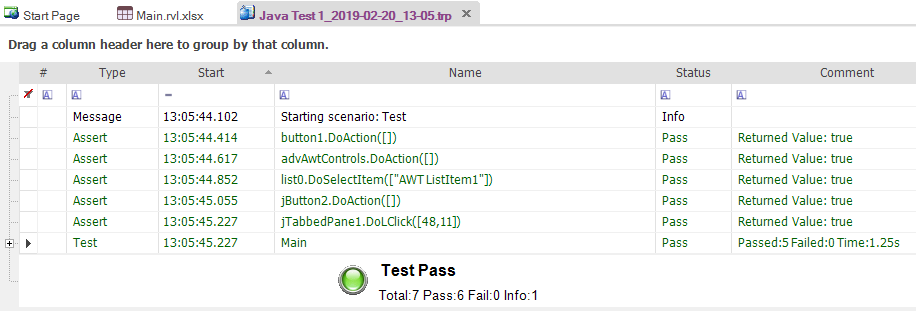 Start Page Main.rvl.xlsx Java Test 1_2019-02-20_13-05.trp
Drag a column header here to group by that column.
# Type Start Name Status Comment
Message 13:05:44.102 Starting scenario: Test Info
Assert 13:05:44.414 button1.DoAction([]) Pass Returned Value: true
Assert 13:05:44.617 advAwtControls.DoAction([]) Pass Returned Value: true
Assert 13:05:44.852 list0.DoSelectItem(["AWT ListItem1"]) Pass Returned Value: true
Assert 13:05:45.055 jButton2.DoAction([]) Pass Returned Value: true
Assert 13:05:45.227 jTabbedPane1.DoLClick([48,11]) Pass Returned Value: true
Test 13:05:45.227 Main Pass Passed:5 Failed:0 Time:1.25s
Test Pass
Total:7 Pass:6 Fail:0 Info:1